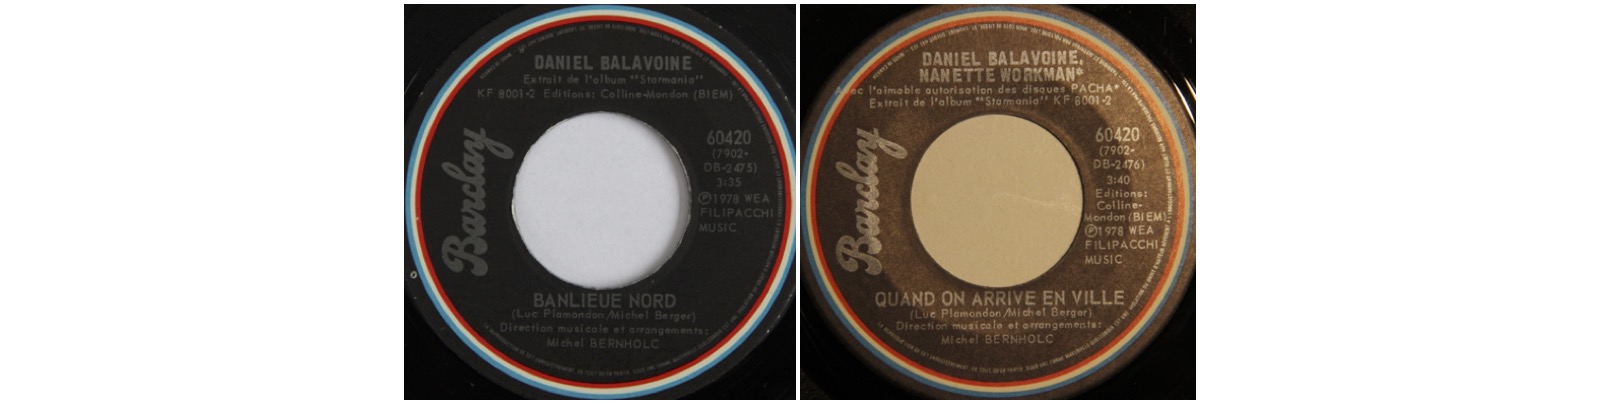 DANIEL BALAVOINE
Extrait de l'album "Starmania"
KF 8001-2 Editions: Colline-Mondon (BIEM)
Barclay
60420
(7902-
DB-2475)
3:35
Ⓟ1978 WEA
FILIPACCHI
MUSIC
BANLIEUE NORD
(Luc Plamondon/Michel Berger)
Direction musicale et arrangements:
Michel BERNHOLC
DANIEL BALAVOINE,
NANETTE WORKMAN*
Avec l'aimable autorisation des disques PACHA*
Extrait de l'album "Starmania" KF 8001-2
Barclay
60420
(7902-
DB-2476)
3:40
Editions:
Colline-
Mondon (BIEM)
Ⓟ1978 WEA
FILIPACCHI
MUSIC
QUAND ON ARRIVE EN VILLE
(Luc Plamondon/Michel Berger)
Direction musicale et arrangements:
Michel BERNHOLC